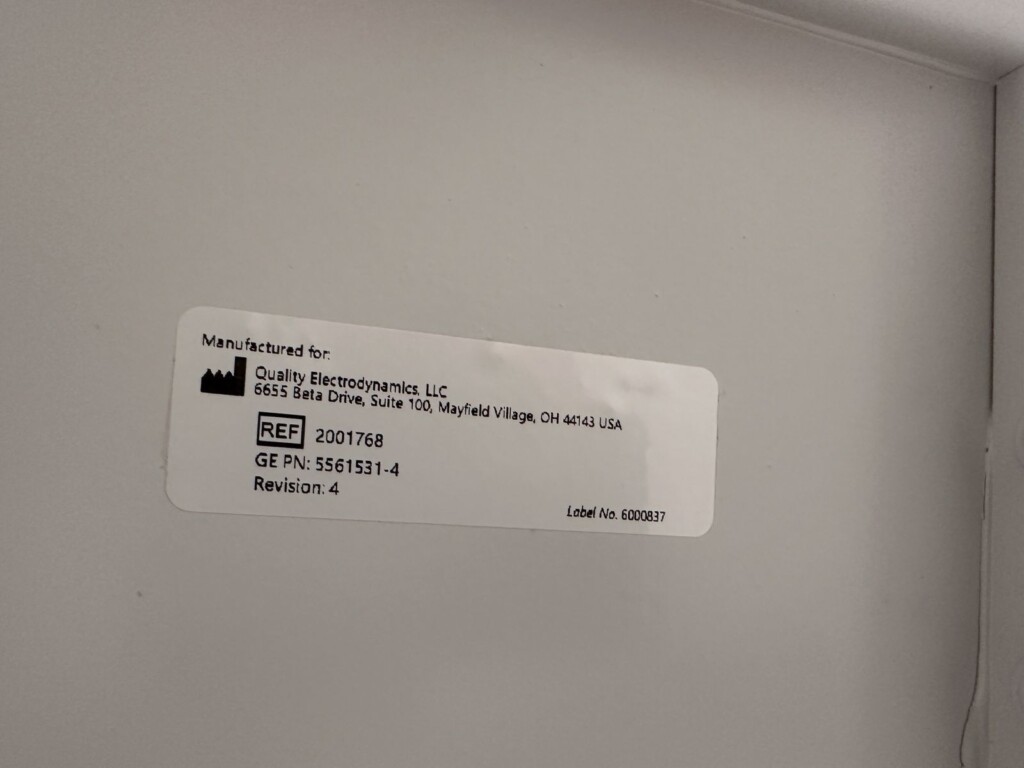 Manufactured for:
Quality Electrodynamics, LLC
6655 Beta Drive, Suite 100, Mayfield Village, OH 44143 USA
REF 2001768
GE PN: 5561531-4
Revision: 4
Label No. 6000837